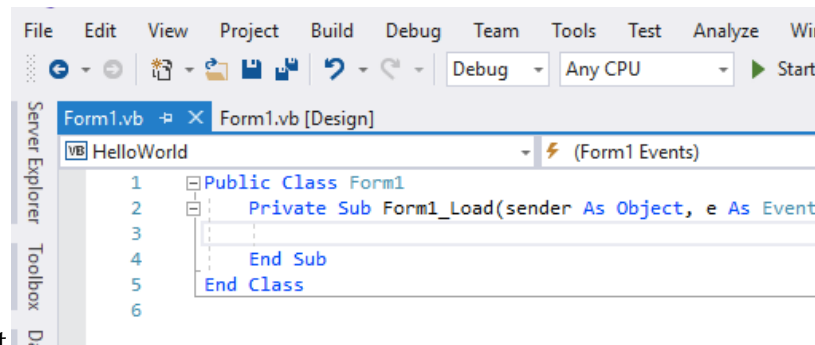 File Edit View Project Build Debug Team Tools Test Analyze
Debug Any CPU Start
Server Explorer
Toolbox
Form1.vb Form1.vb [Design]
VB HelloWorld (Form1 Events)
1 Public Class Form1
2 Private Sub Form1_Load(sender As Object, e As Event
3
4 End Sub
5 End Class
6